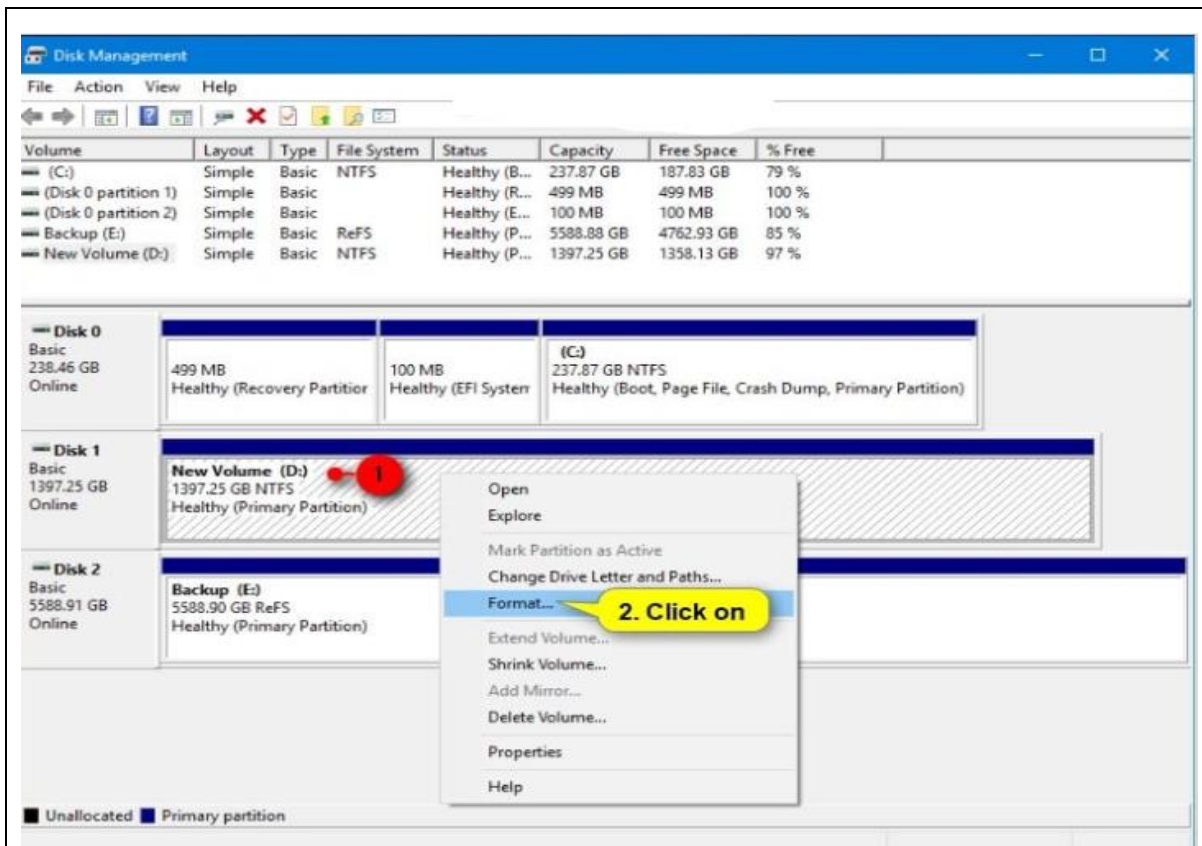 Disk Management
File Action View Help
Volume Layout Type File System Status Capacity Free Space % Free
(C:) Simple Basic NTFS Healthy (B... 237.87 GB 187.83 GB 79 %
(Disk 0 partition 1) Simple Basic Healthy (R... 499 MB 499 MB 100 %
(Disk 0 partition 2) Simple Basic Healthy (E... 100 MB 100 MB 100 %
Backup (E:) Simple Basic ReFS Healthy (P... 5588.88 GB 4762.93 GB 85 %
New Volume (D:) Simple Basic NTFS Healthy (P... 1397.25 GB 1358.13 GB 97 %
Disk 0
Basic
238.46 GB
Online
499 MB
Healthy (Recovery Partitior
100 MB
Healthy (EFI System
(C:)
237.87 GB NTFS
Healthy (Boot, Page File, Crash Dump, Primary Partition)
Disk 1
Basic
1397.25 GB
Online
New Volume (D:)
1397.25 GB NTFS
Healthy (Primary Partition)
1
Open
Explore
Mark Partition as Active
Change Drive Letter and Paths...
Format...
2. Click on
Extend Volume...
Shrink Volume...
Add Mirror...
Delete Volume...
Properties
Help
Disk 2
Basic
5588.91 GB
Online
Backup (E:)
5588.90 GB ReFS
Healthy (Primary Partition)
Unallocated Primary partition